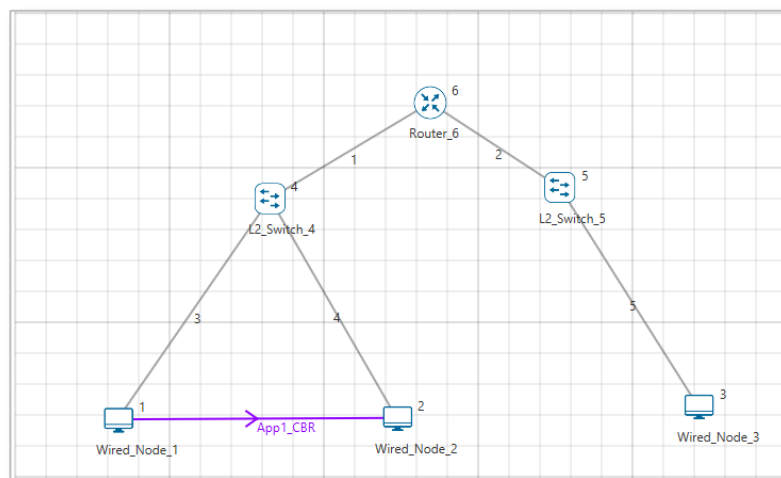 6
Router_6
1
2
4
5
L2_Switch_4
L2_Switch_5
3
4
5
1
2
3
App1_CBR
Wired_Node_1
Wired_Node_2
Wired_Node_3